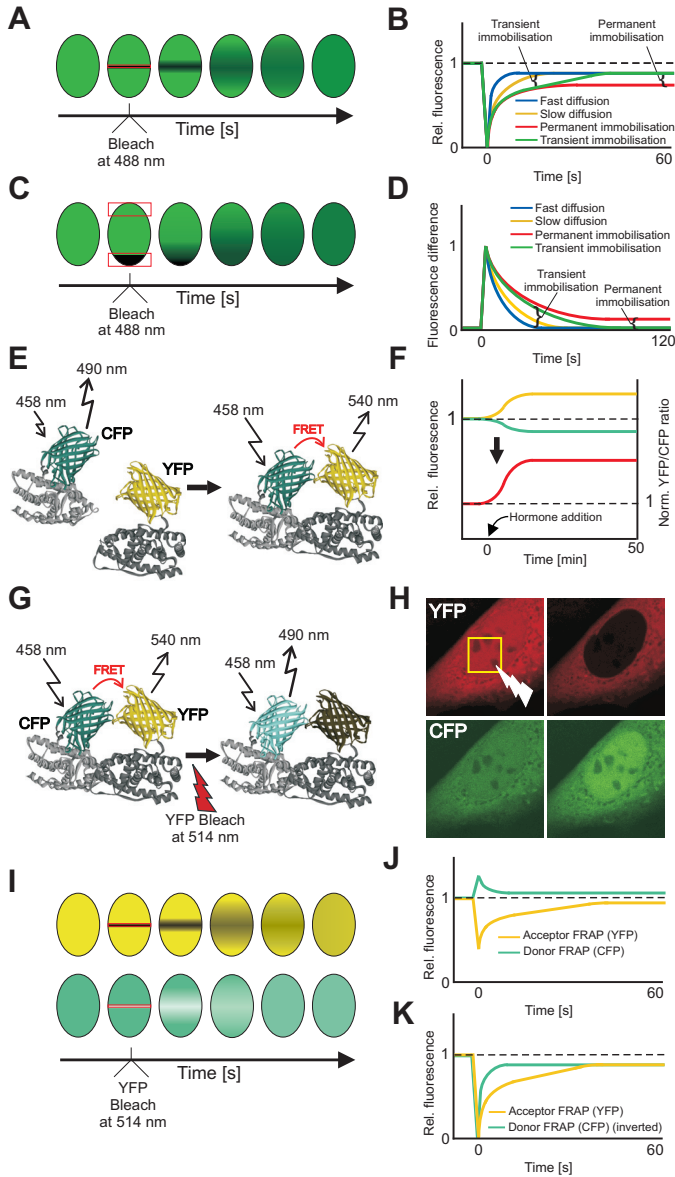 A
Bleach
at 488 nm
Time [s]
B
Transient
immobilisation
Permanent
immobilisation
Rel. fluorescence
1
0
Fast diffusion
Slow diffusion
Permanent immobilisation
Transient immobilisation
0
60
Time [s]
C
Bleach
at 488 nm
Time [s]
D
Fast diffusion
Slow diffusion
Permanent immobilisation
Transient immobilisation
Fluorescence difference
1
0
Transient
immobilisation
Permanent
immobilisation
0
120
Time [s]
E
490 nm
458 nm
CFP
YFP
458 nm
540 nm
FRET
F
Rel. fluorescence
1
Norm. YFP/CFP ratio
1
Hormone addition
0
50
Time [min]
G
540 nm
458 nm
FRET
CFP
YFP
490 nm
458 nm
YFP Bleach
at 514 nm
H
YFP
CFP
I
Time [s]
YFP
Bleach
at 514 nm
J
Rel. fluorescence
1
Acceptor FRAP (YFP)
Donor FRAP (CFP)
0
60
Time [s]
K
Rel. fluorescence
1
0
Acceptor FRAP (YFP)
Donor FRAP (CFP) (inverted)
0
60
Time [s]